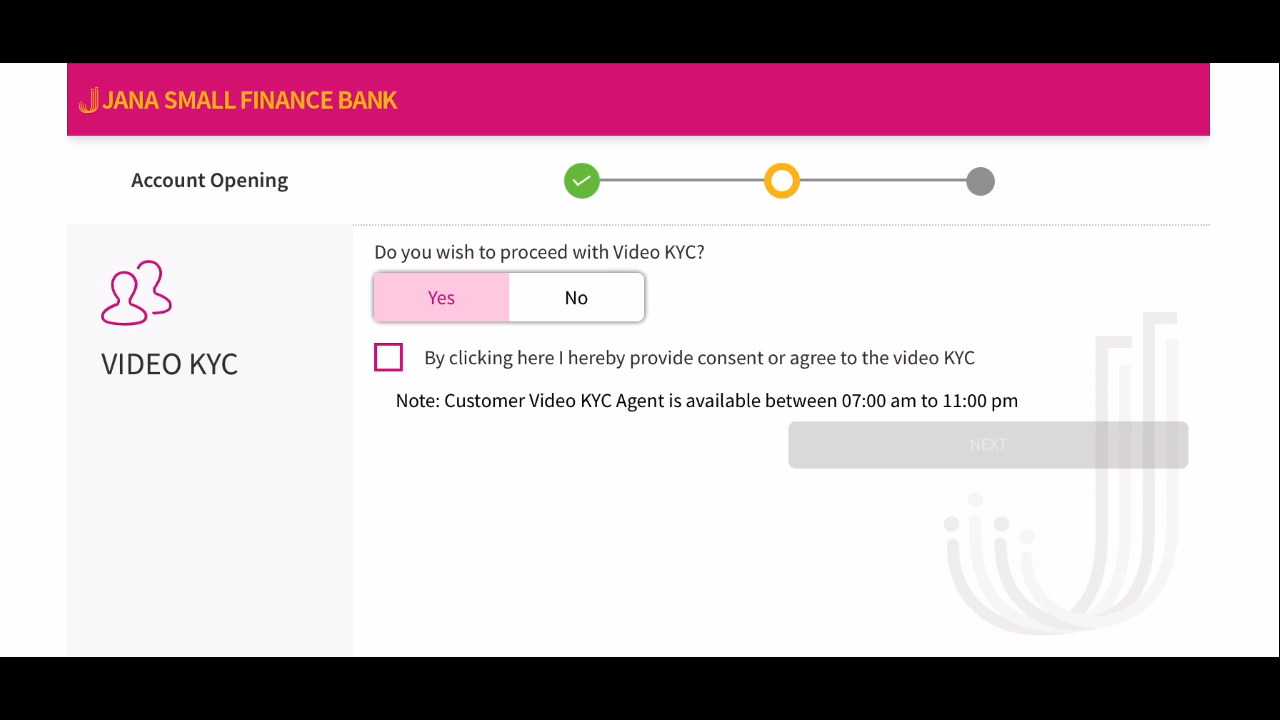 JANA SMALL FINANCE BANK
Account Opening
Do you wish to proceed with Video KYC?
Yes No
VIDEO KYC
By clicking here I hereby provide consent or agree to the video KYC
Note: Customer Video KYC Agent is available between 07:00 am to 11:00 pm
NEXT